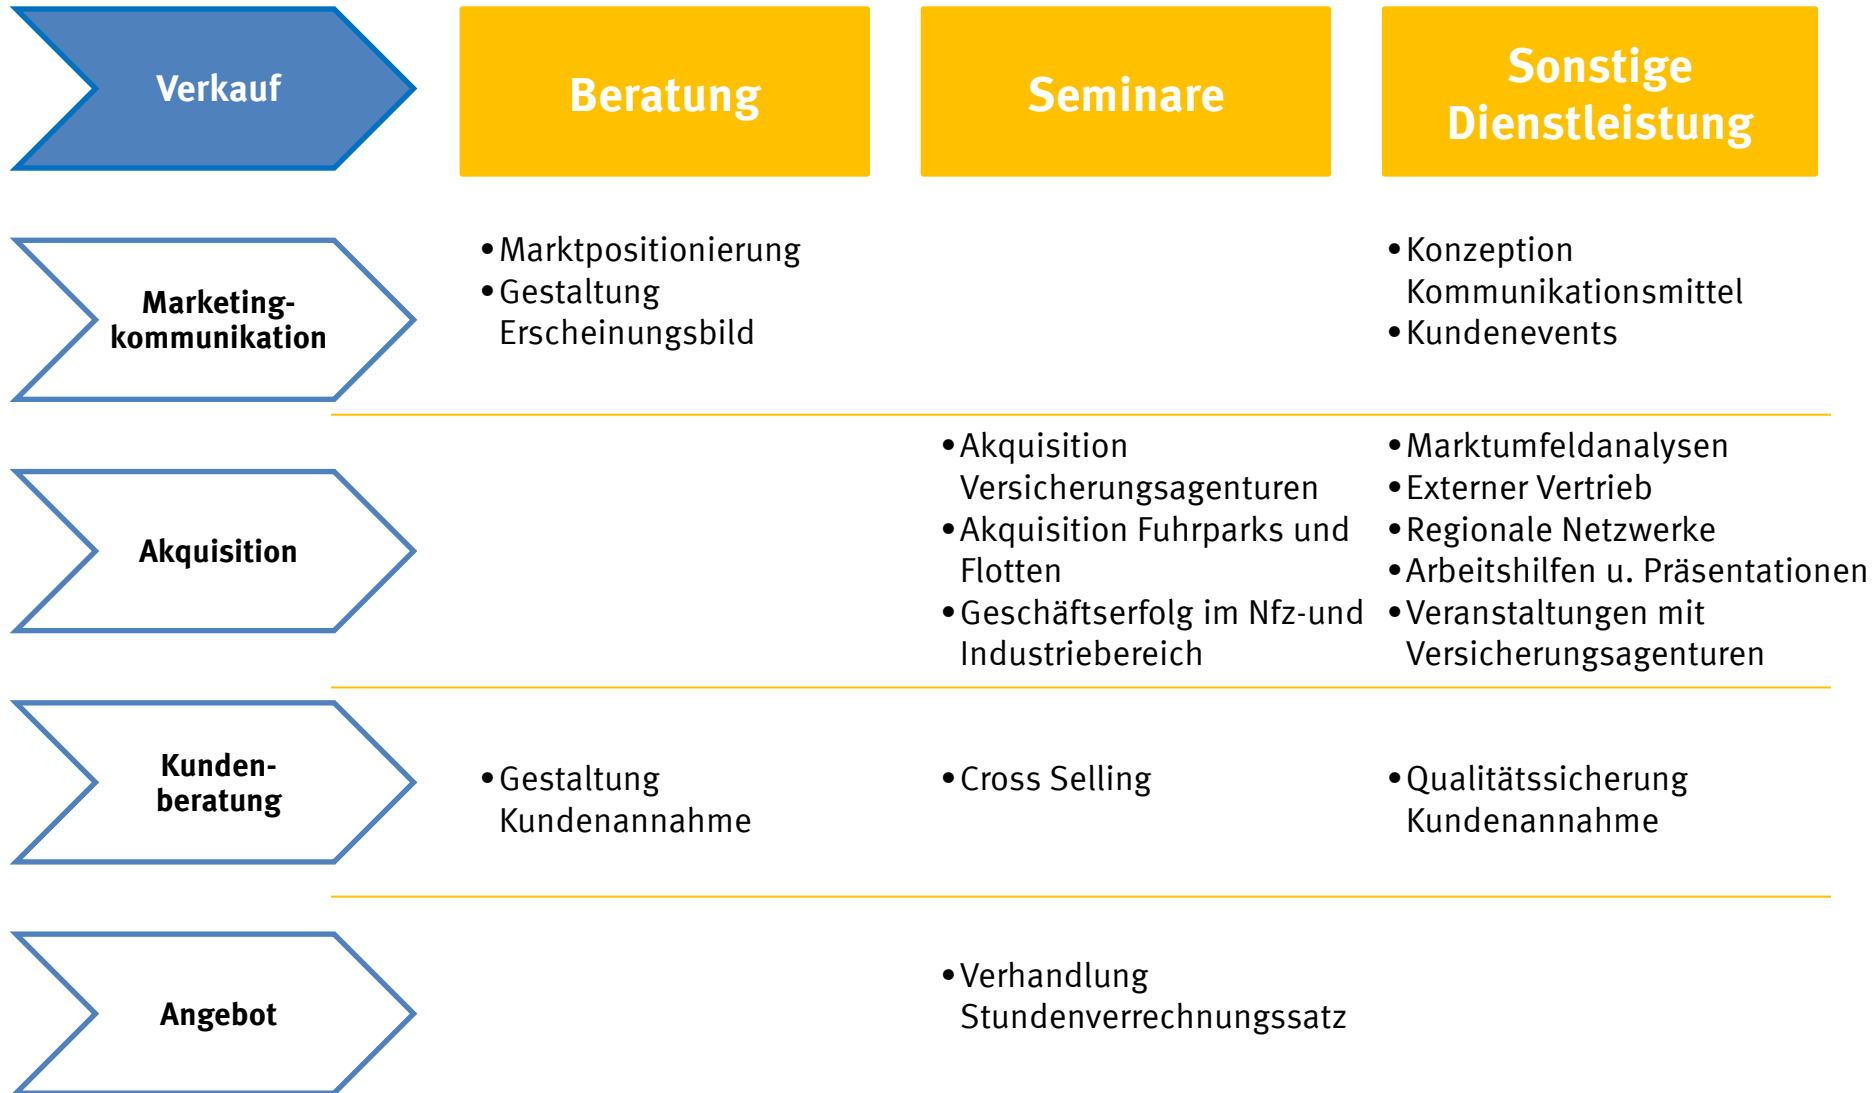 Verkauf
Beratung
Seminare
Sonstige
Dienstleistung
Marketing-
kommunikation
•Marktpositionierung
•Gestaltung
Erscheinungsbild
•Konzeption
Kommunikationsmittel
•Kundenevents
Akquisition
•Akquisition
Versicherungsagenturen
•Akquisition Fuhrparks und
Flotten
•Geschäftserfolg im Nfz-und
Industriebereich
•Marktumfeldanalysen
•Externer Vertrieb
•Regionale Netzwerke
•Arbeitshilfen u. Präsentationen
•Veranstaltungen mit
Versicherungsagenturen
Kunden-
beratung
•Gestaltung
Kundenannahme
•Cross Selling
•Qualitätssicherung
Kundenannahme
Angebot
•Verhandlung
Stundenverrechnungssatz